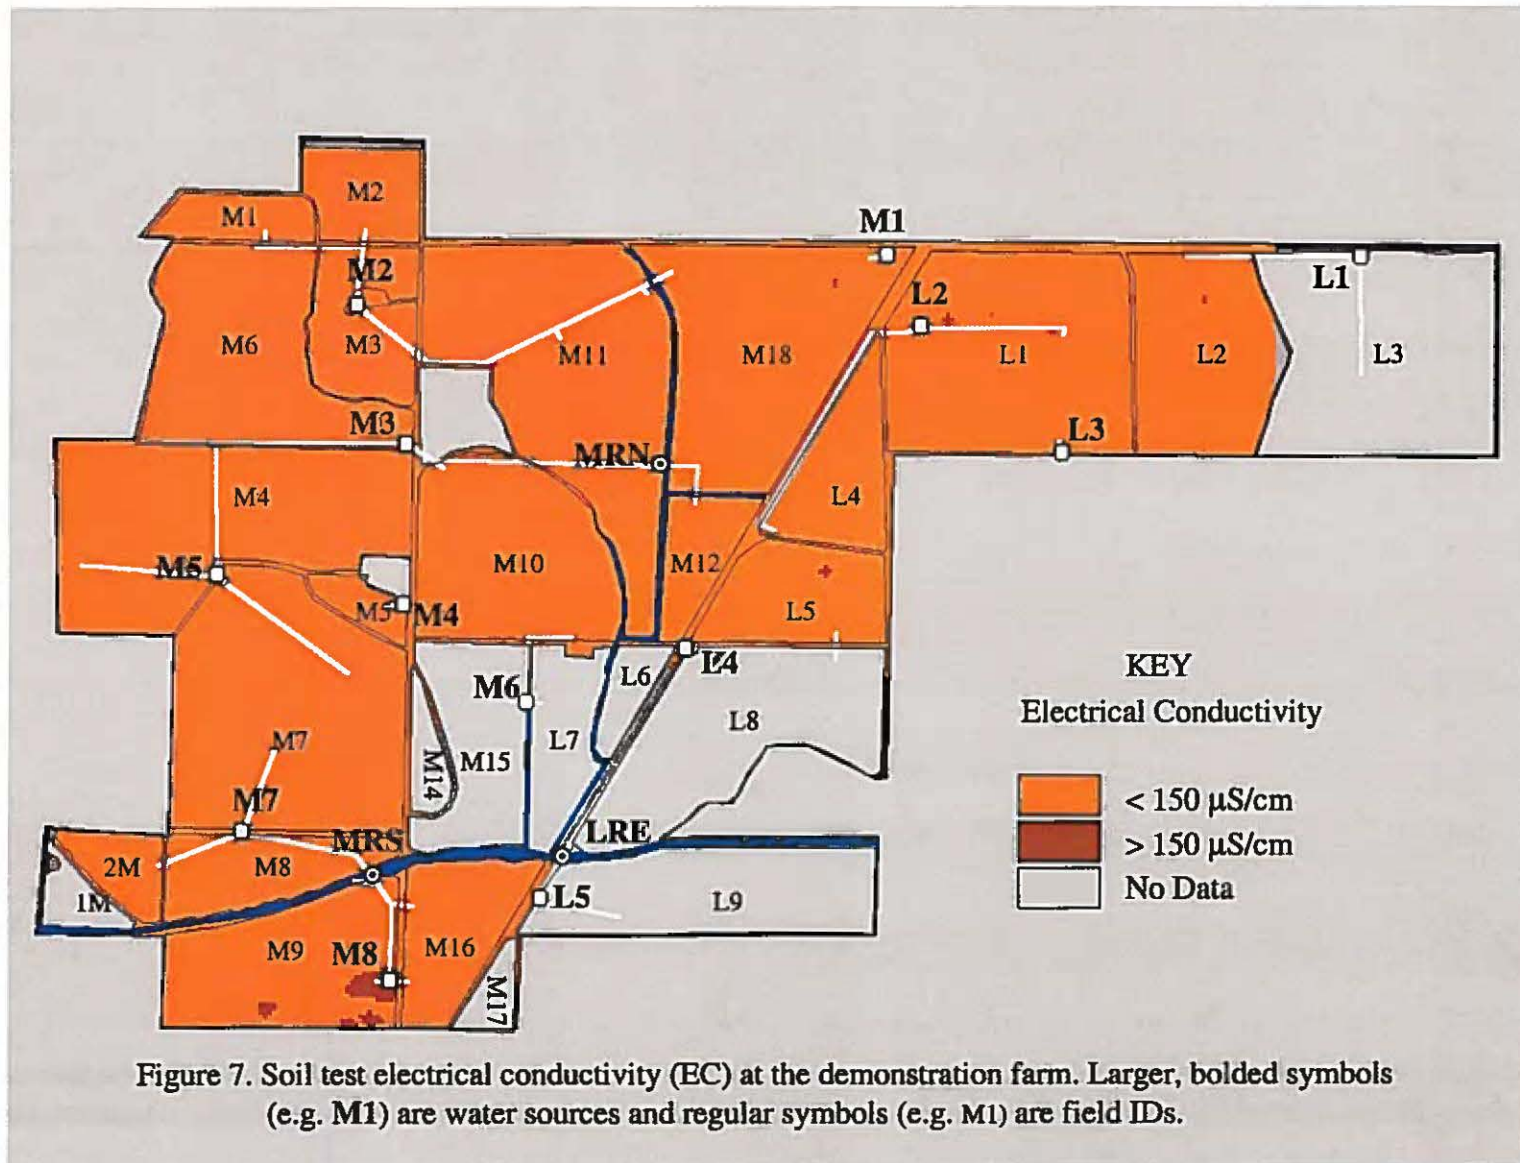 M2
M1
M1
M2
L1
L2
M6
M3
M11
M18
L1
L2
L3
M3
L3
MRN
M4
L4
M5
M10
M12
M5
M4
L5
L4
L6
M6
KEY
Electrical Conductivity
L8
M7
L7
M15
M14
M7
< 150 µS/cm
MRS
LRE
> 150 µS/cm
2M
M8
No Data
1M
L5
L9
M9
M8
M16
M17
Figure 7. Soil test electrical conductivity (EC) at the demonstration farm. Larger, bolded symbols
(e.g. M1) are water sources and regular symbols (e.g. M1) are field IDs.